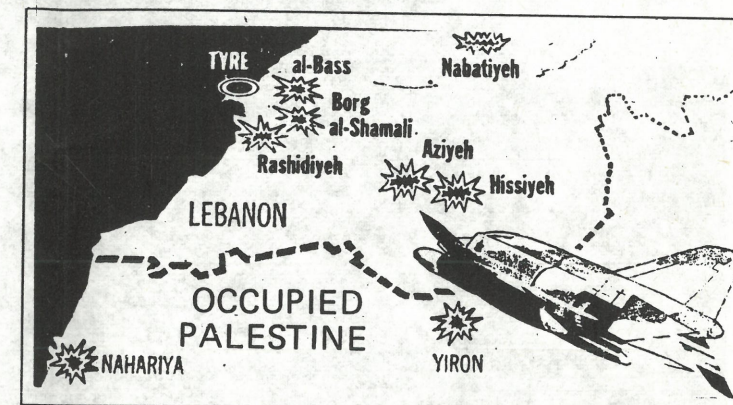 TYRE
al-Bass
Nabatiyeh
Borg
al-Shamali
Rashidiyeh
Aziyeh
Hissiyeh
LEBANON
OCCUPIED
PALESTINE
NAHARIYA
YIRON